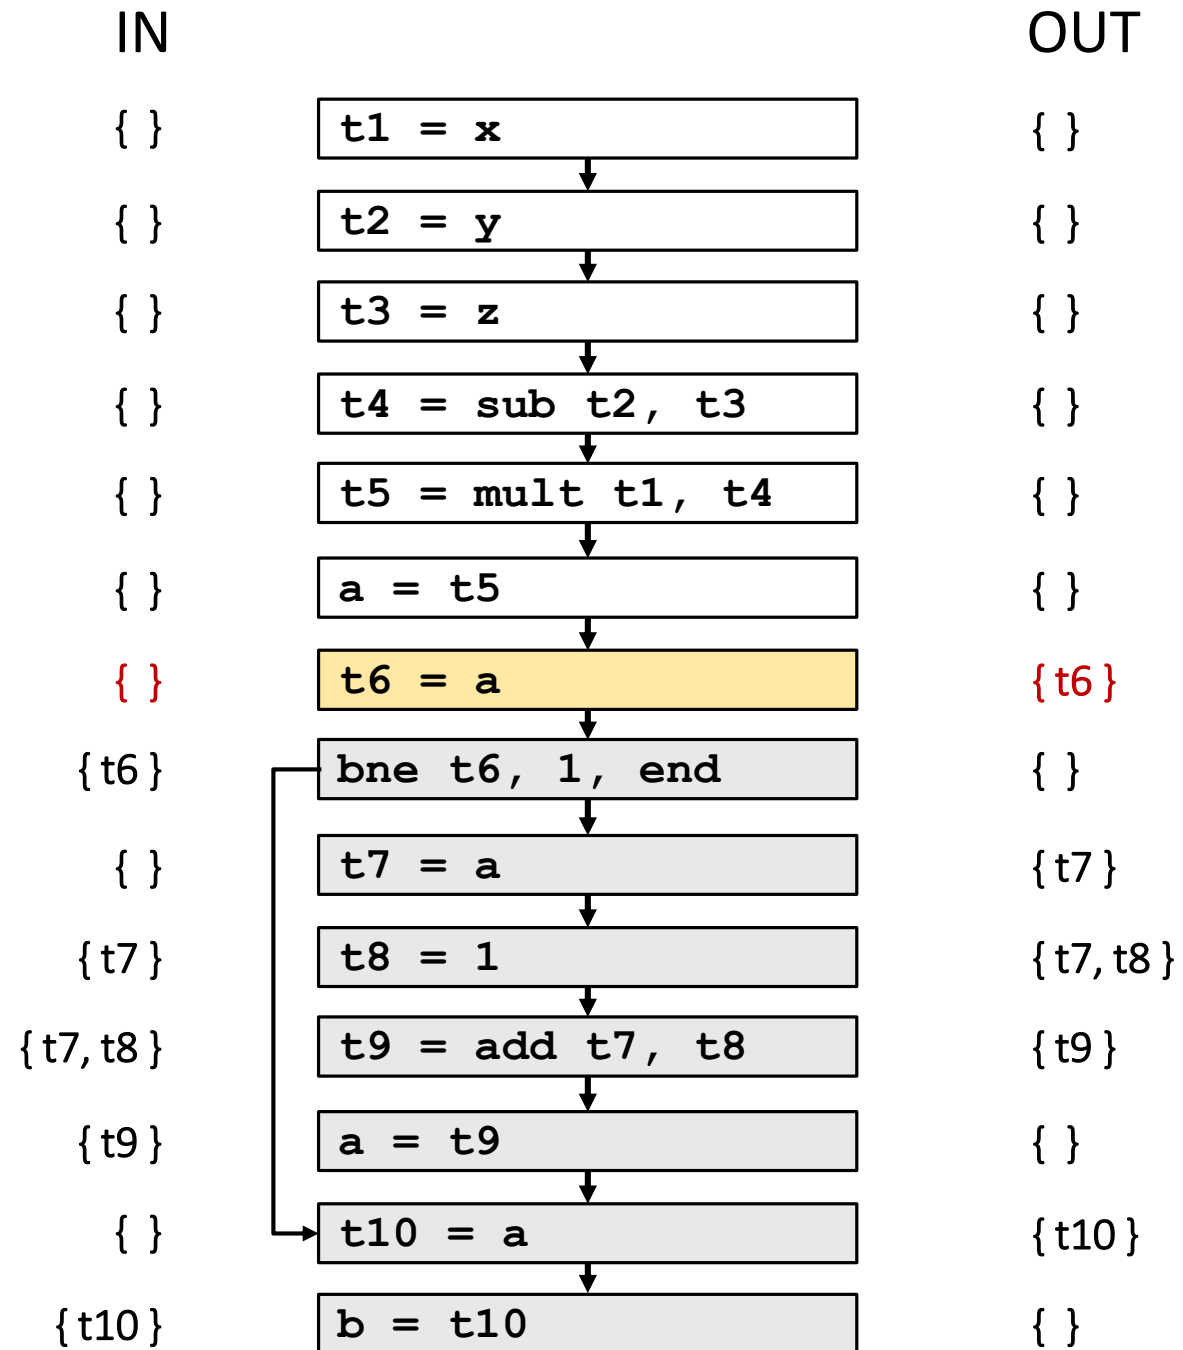 IN OUT
{ } t1 = x { }
{ } t2 = y { }
{ } t3 = z { }
{ } t4 = sub t2, t3 { }
{ } t5 = mult t1, t4 { }
{ } a = t5 { }
{ } t6 = a { t6 }
{ t6 } bne t6, 1, end { }
{ } t7 = a { t7 }
{ t7 } t8 = 1 { t7, t8 }
{ t7, t8 } t9 = add t7, t8 { t9 }
{ t9 } a = t9 { }
{ } t10 = a { t10 }
{ t10 } b = t10 { }